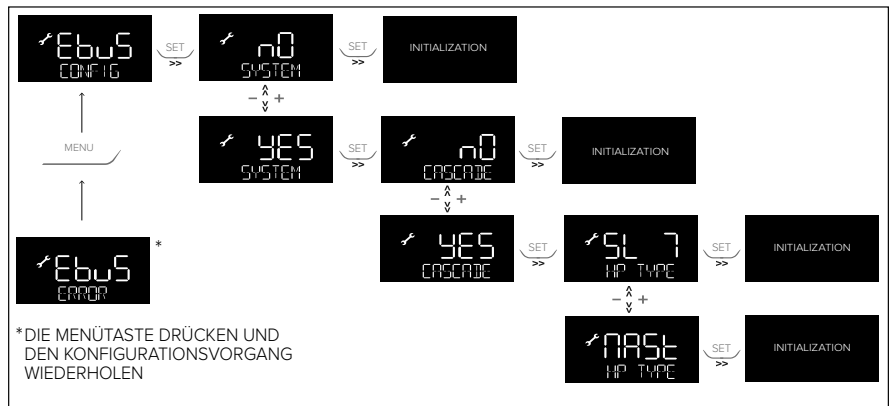 EbuS
CONFIG
SET
>>
nO
SYSTEM
SET
>>
INITIALIZATION
- +
MENU
YES
SYSTEM
SET
>>
nO
CASCADE
SET
>>
INITIALIZATION
- +
EbuS
ERROR
*
YES
CASCADE
SET
>>
SL 7
HP TYPE
SET
>>
INITIALIZATION
- +
MASt
HP TYPE
SET
>>
INITIALIZATION
*DIE MENÜTASTE DRÜCKEN UND
DEN KONFIGURATIONSVORGANG
WIEDERHOLEN